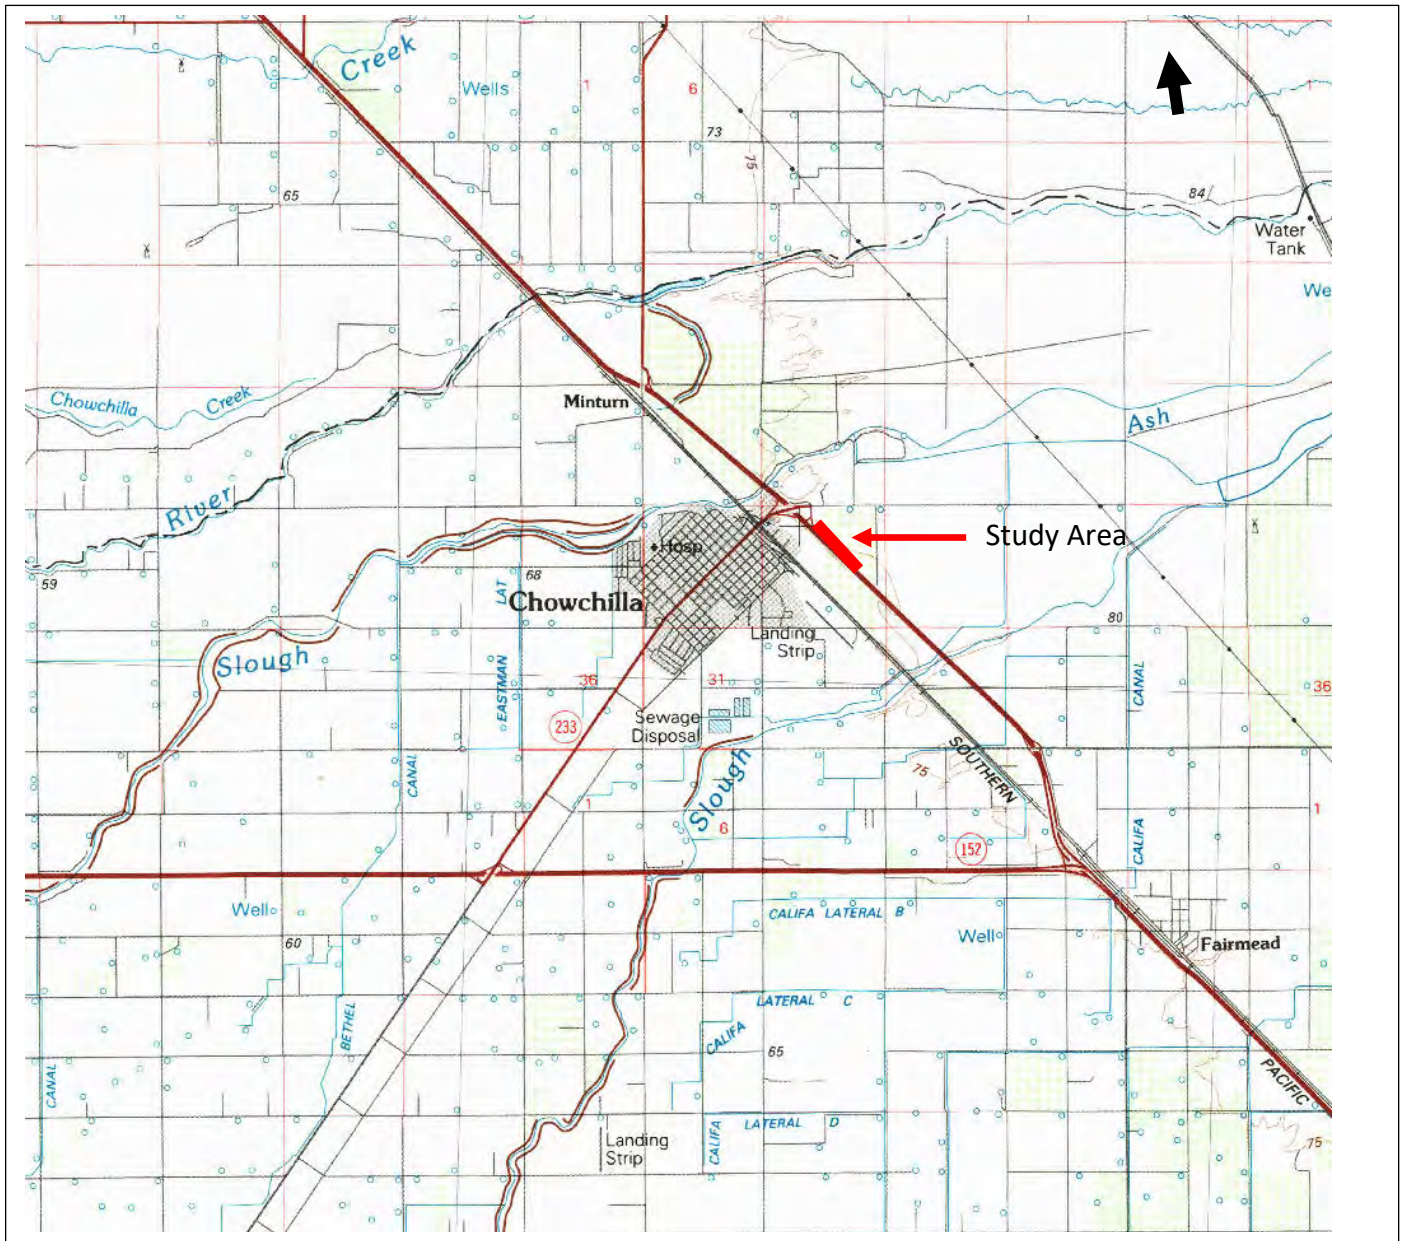 Creek
Wells
1
6
1
73
75
65
84
Water
Tank
We
Chowchilla Creek
Minturn
Ash
River
Study Area
Hosp
59
68
LAT
Chowchilla
80
Landing
Strip
Slough
EASTMAN
36
31
36
CANAL
233
Sewage
Disposal
SOUTHERN
75
CANAL
CANAL
1
Slough
6
1
152
CALIFA
Well
CALIFA LATERAL B
60
Well
Fairmead
LATERAL C
BETHEL
CALIFA
65
CANAL
PACIFIC
LATERAL D
Landing
Strip
CALIFA
75